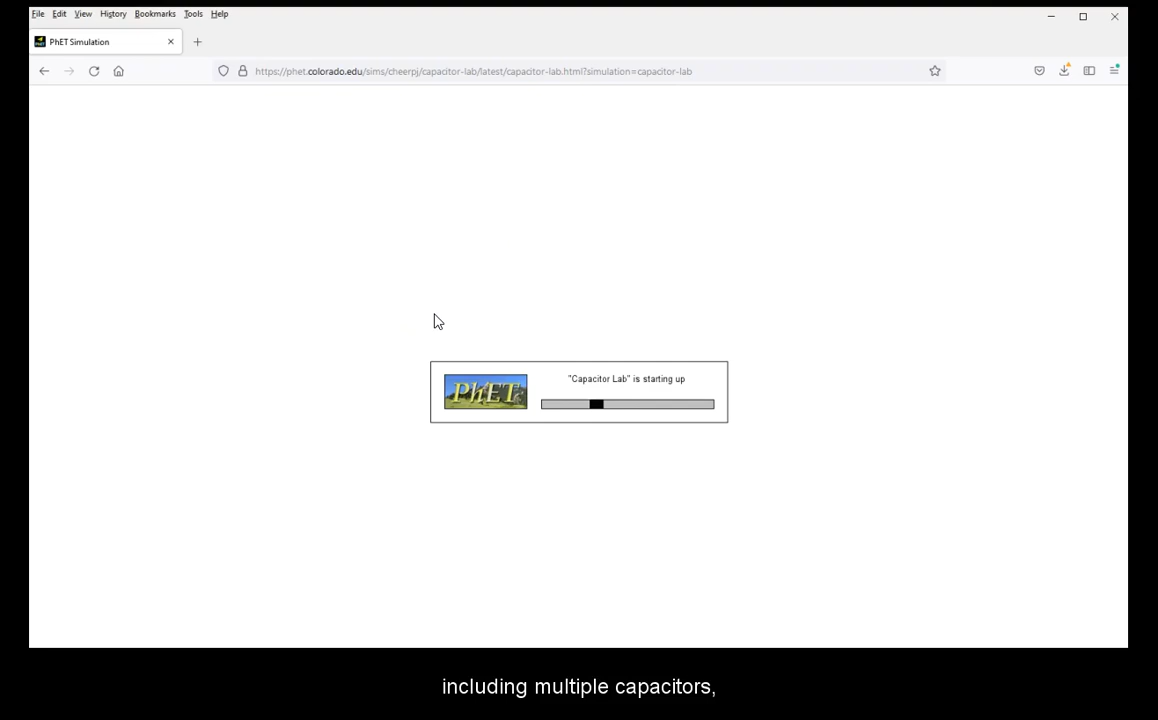 File Edit View History Bookmarks Tools Help
PhET Simulation
https://phet.colorado.edu/sims/cheerpj/capacitor-lab/latest/capacitor-lab.html?simulation=capacitor-lab
PhET
"Capacitor Lab" is starting up
including multiple capacitors,